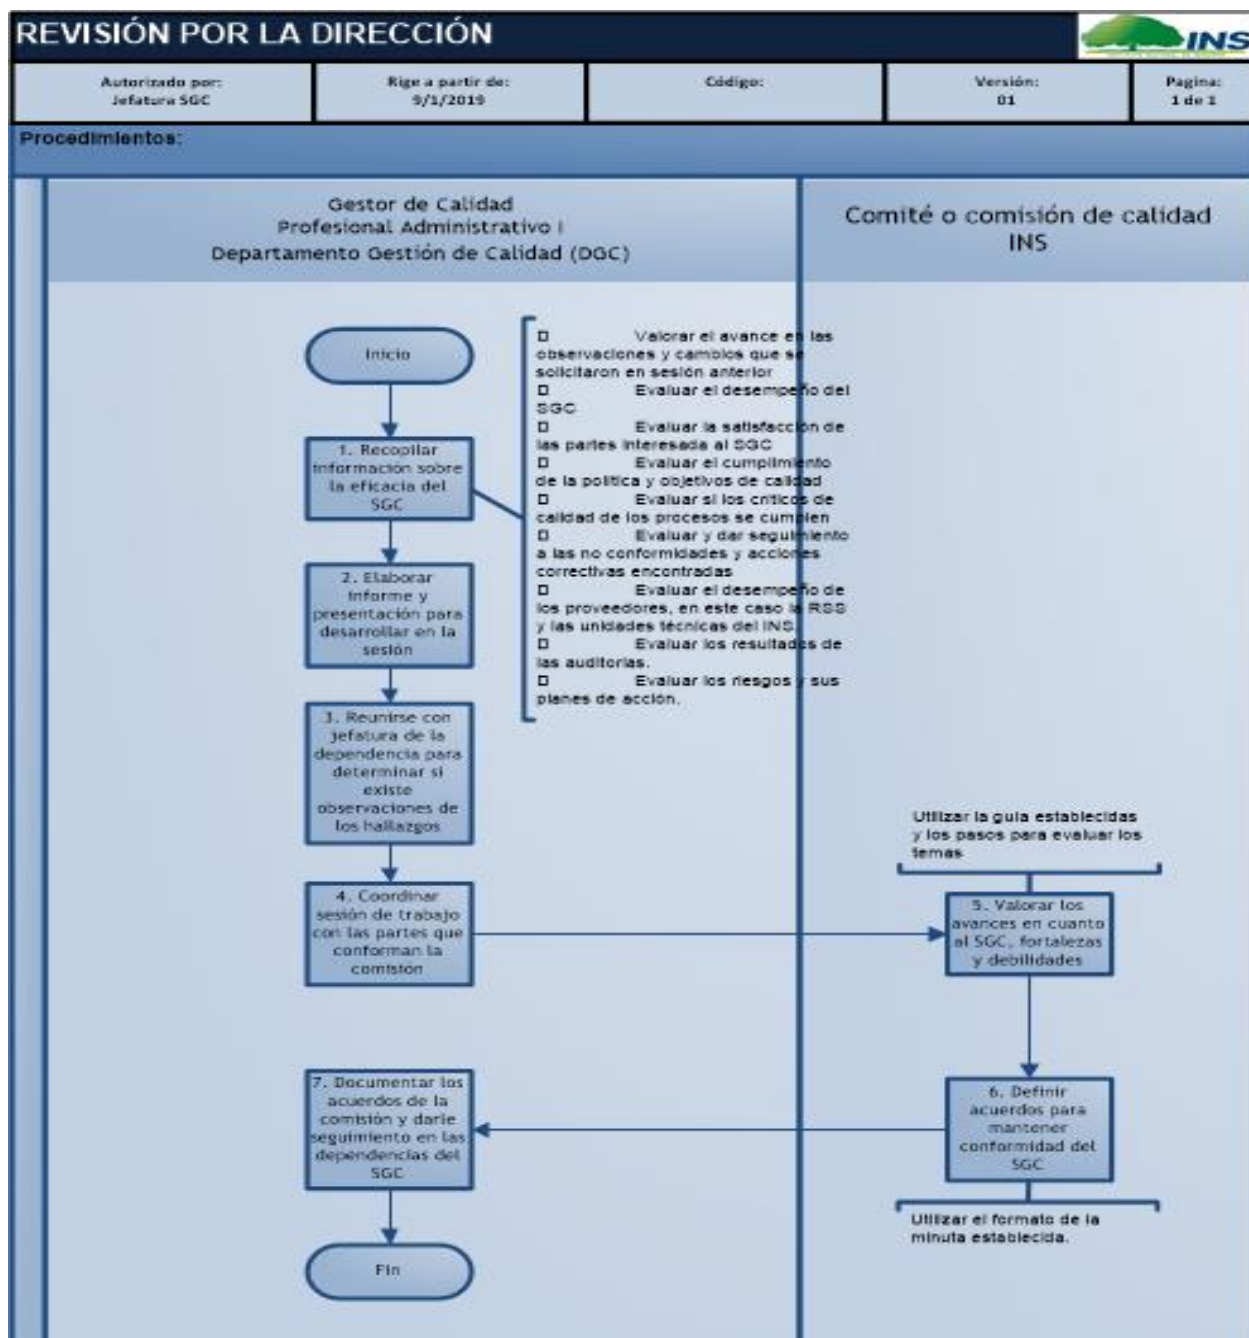 REVISIÓN POR LA DIRECCIÓN
INS
Autorizado por:
Jefatura SGC
Rige a partir de:
9/1/2019
Código:
Versión:
01
Pagina:
1 de 1
Procedimientos:
Gestor de Calidad
Profesional Administrativo I
Departamento Gestión de Calidad (DGC)
Comité o comisión de calidad
INS
Inicio
1. Recopilar
información sobre
la eficacia del
SGC
Valorar el avance en las
observaciones y cambios que se
solicitaron en sesión anterior
Evaluar el desempeño del
SGC
Evaluar la satisfacción de
las partes interesada al SGC
Evaluar el cumplimiento
de la política y objetivos de calidad
Evaluar si los críticos de
calidad de los procesos se cumplen
Evaluar y dar seguimiento
a las no conformidades y acciones
correctivas encontradas
Evaluar el desempeño de
los proveedores, en este caso la RSS
y las unidades técnicas del INS.
Evaluar los resultados de
las auditorías.
Evaluar los riesgos y sus
planes de acción.
2. Elaborar
informe y
presentación para
desarrollar en la
sesión
3. Reunirse con
jefatura de la
dependencia para
determinar si
existe
observaciones de
los hallazgos
4. Coordinar
sesión de trabajo
con las partes que
conforman la
comisión
Utilizar la guía establecidas
y los pasos para evaluar los
temas
5. Valorar los
avances en cuanto
al SGC, fortalezas
y debilidades
6. Definir
acuerdos para
mantener
conformidad del
SGC
Utilizar el formato de la
minuta establecida.
7. Documentar los
acuerdos de la
comisión y darle
seguimiento en las
dependencias del
SGC
Fin